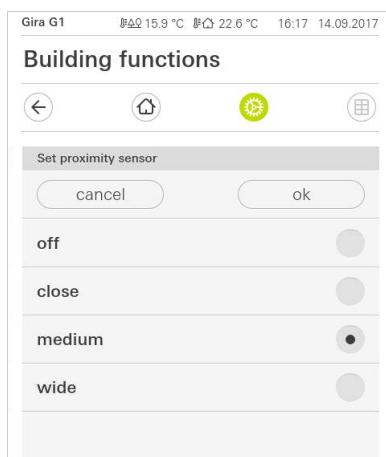 Gira G1 15.9 °C 22.6 °C 16:17 14.09.2017
Building functions
Set proximity sensor
cancel ok
off
close
medium
wide